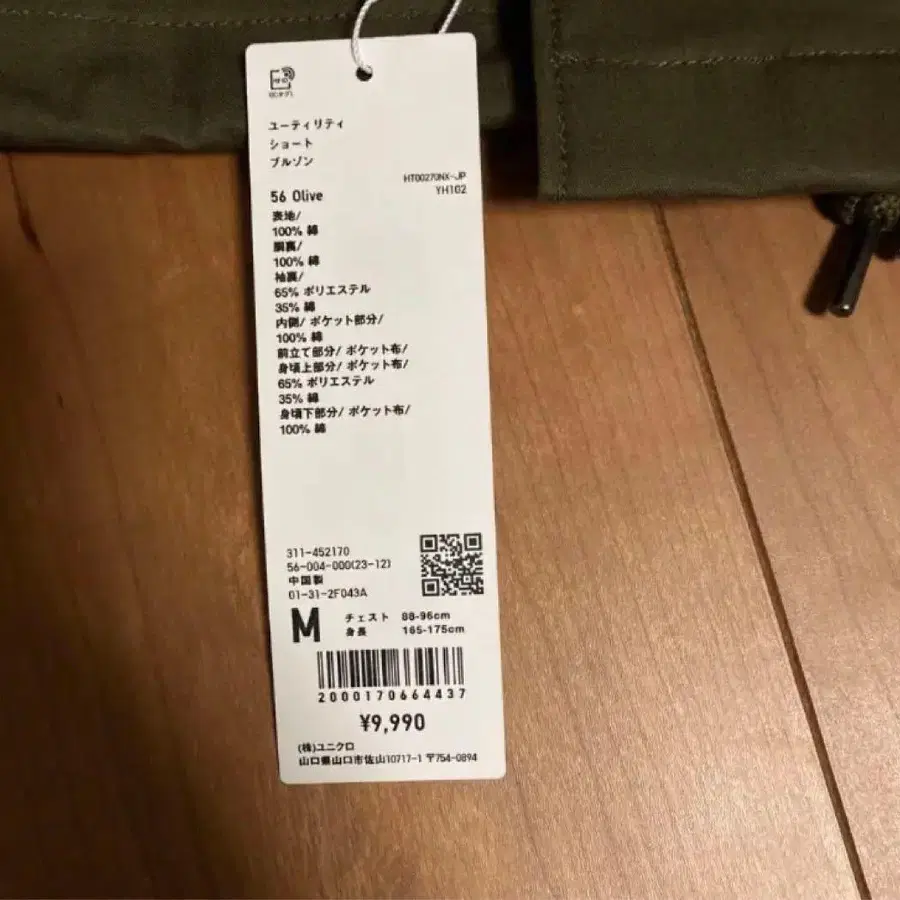 RFID
ユーティリティ
ショート
ブルゾン
HT00270NX-JP
YH102
56 Olive
表地/
100% 綿
胴裏/
100% 綿
袖裏/
65% ポリエステル
35% 綿
内側/ ポケット部分/
100% 綿
前立て部分/ ポケット布/
身頃上部分/ ポケット布/
65% ポリエステル
35% 綿
身頃下部分/ ポケット布/
100% 綿
311-452170
56-004-000(23-12)
中国製
01-31-2F043A
M チェスト 88-96cm
身長 165-175cm
2000170664437
¥9,990
(株)ユニクロ
山口県山口市佐山10717-1 〒754-0894